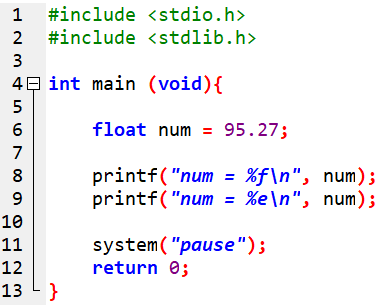 1 #include <stdio.h>
2 #include <stdlib.h>
3
4 int main (void){
5
6     float num = 95.27;
7
8     printf("num = %f\n", num);
9     printf("num = %e\n", num);
10
11     system("pause");
12     return 0;
13 }